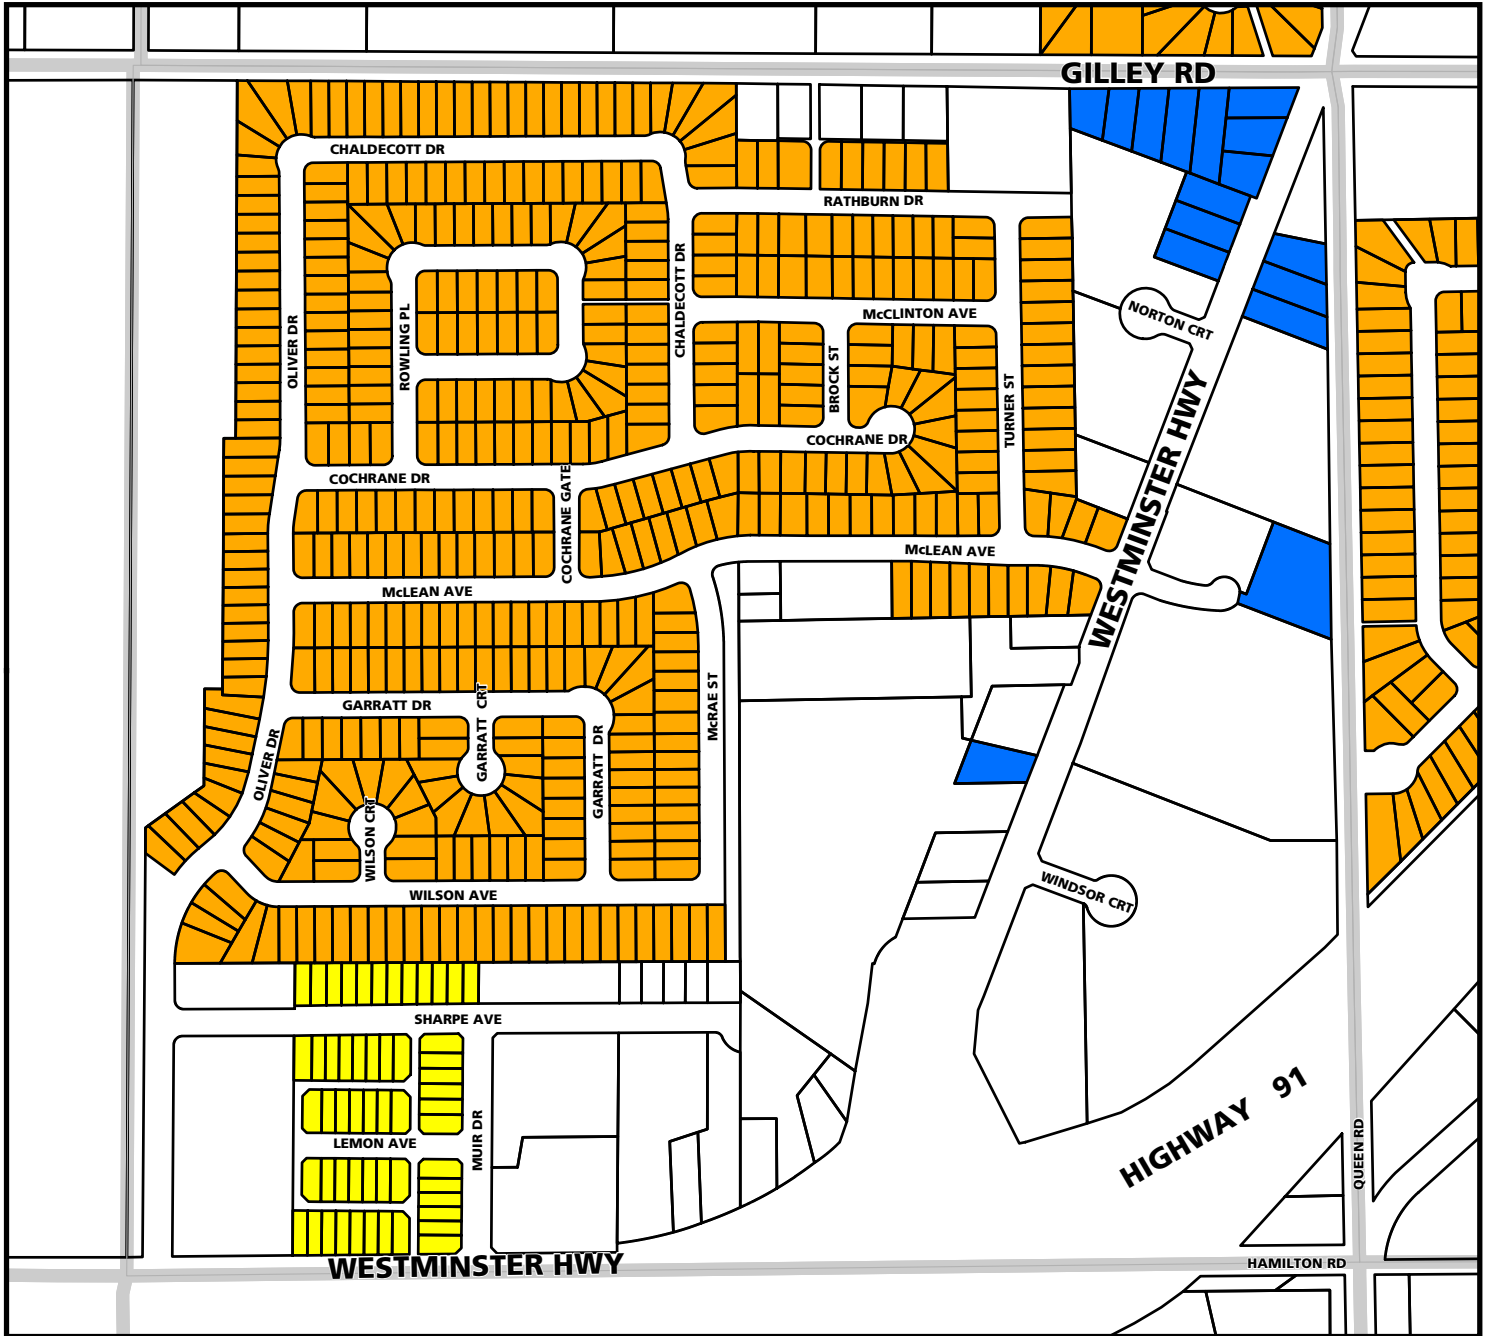 GILLEY RD
CHALDECOTT DR
RATHBURN DR
CHALDECOTT DR
OLIVER DR
ROWLING PL
McCLINTON AVE
NORTON CRT
BROCK ST
TURNER ST
WESTMINSTER HWY
COCHRANE DR
COCHRANE DR
COCHRANE GATE
McLEAN AVE
McLEAN AVE
GARRATT DR
GARRATT CRT
McRAE ST
OLIVER DR
GARRATT DR
WILSON CRT
WILSON AVE
WINDSOR CRT
SHARPE AVE
MUIR DR
LEMON AVE
HIGHWAY 91
QUEEN RD
WESTMINSTER HWY
HAMILTON RD